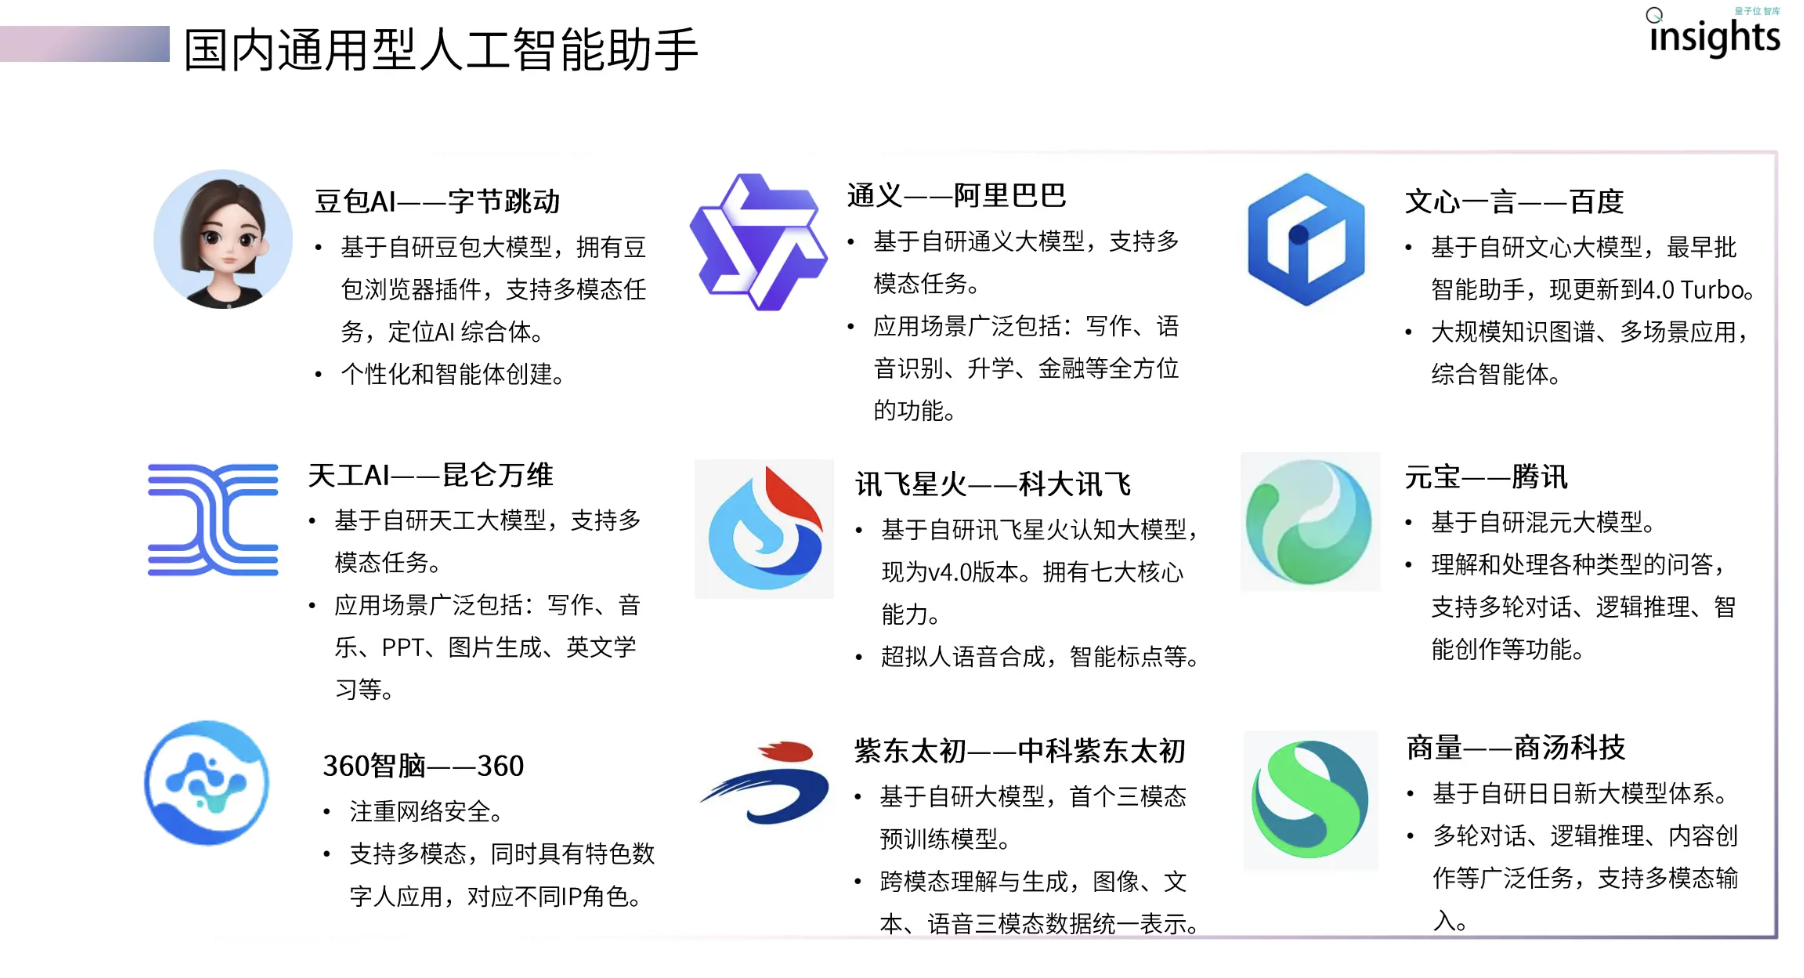 国内通用型人工智能助手
量子位智库
insights
豆包AI——字节跳动
• 基于自研豆包大模型，拥有豆
包浏览器插件，支持多模态任
务，定位AI 综合体。
• 个性化和智能体创建。
通义——阿里巴巴
• 基于自研通义大模型，支持多
模态任务。
• 应用场景广泛包括：写作、语
音识别、升学、金融等全方位
的功能。
文心一言——百度
• 基于自研文心大模型，最早批
智能助手，现更新到4.0 Turbo。
• 大规模知识图谱、多场景应用，
综合智能体。
天工AI——昆仑万维
• 基于自研天工大模型，支持多
模态任务。
• 应用场景广泛包括：写作、音
乐、PPT、图片生成、英文学
习等。
讯飞星火——科大讯飞
• 基于自研讯飞星火认知大模型，
现为v4.0版本。拥有七大核心
能力。
• 超拟人语音合成，智能标点等。
元宝——腾讯
• 基于自研混元大模型。
• 理解和处理各种类型的问答，
支持多轮对话、逻辑推理、智
能创作等功能。
360智脑——360
• 注重网络安全。
• 支持多模态，同时具有特色数
字人应用，对应不同IP角色。
紫东太初——中科紫东太初
• 基于自研大模型，首个三模态
预训练模型。
• 跨模态理解与生成，图像、文
本、语音三模态数据统一表示。
商量——商汤科技
• 基于自研日日新大模型体系。
• 多轮对话、逻辑推理、内容创
作等广泛任务，支持多模态输
入。